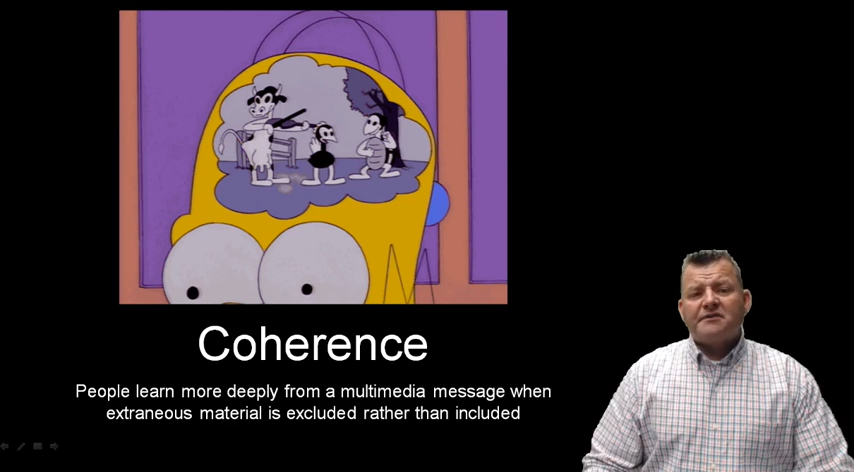 Coherence
People learn more deeply from a multimedia message when
extraneous material is excluded rather than included